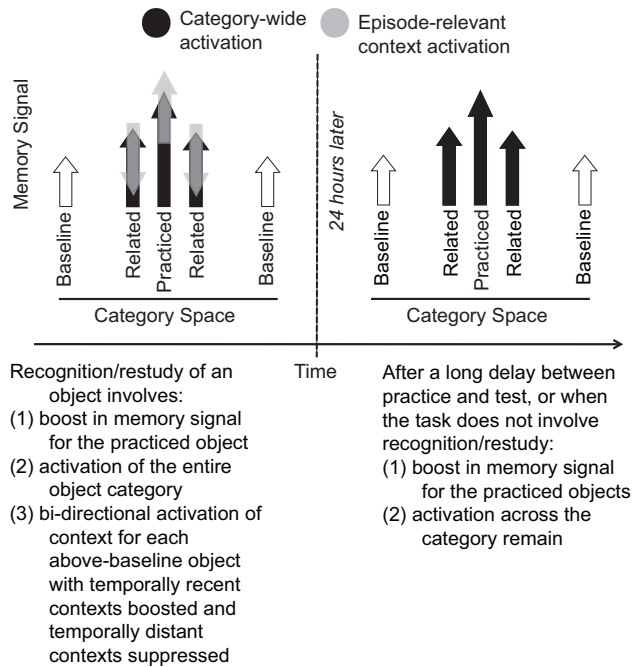 Category-wide
activation
Episode-relevant
context activation
Memory Signal
Baseline
Related
Practiced
Related
Baseline
Category Space
24 hours later
Baseline
Related
Practiced
Related
Baseline
Category Space
Time
Recognition/restudy of an
object involves:
(1) boost in memory signal
for the practiced object
(2) activation of the entire
object category
(3) bi-directional activation of
context for each
above-baseline object
with temporally recent
contexts boosted and
temporally distant
contexts suppressed
After a long delay between
practice and test, or when
the task does not involve
recognition/restudy:
(1) boost in memory signal
for the practiced objects
(2) activation across the
category remain